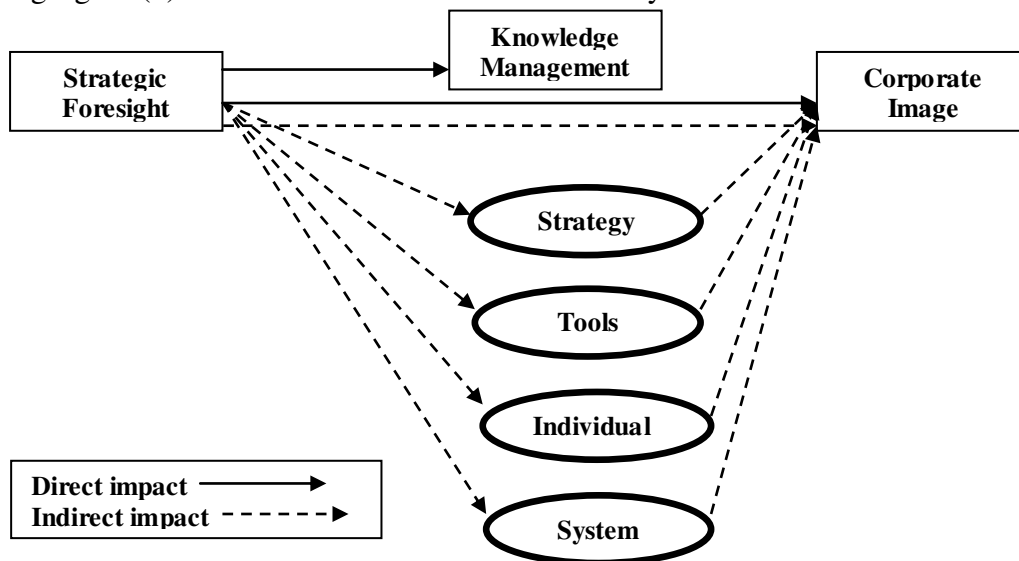 Knowledge
Management
Strategic
Foresight
Corporate
Image
Strategy
Tools
Individual
System
Direct impact
Indirect impact